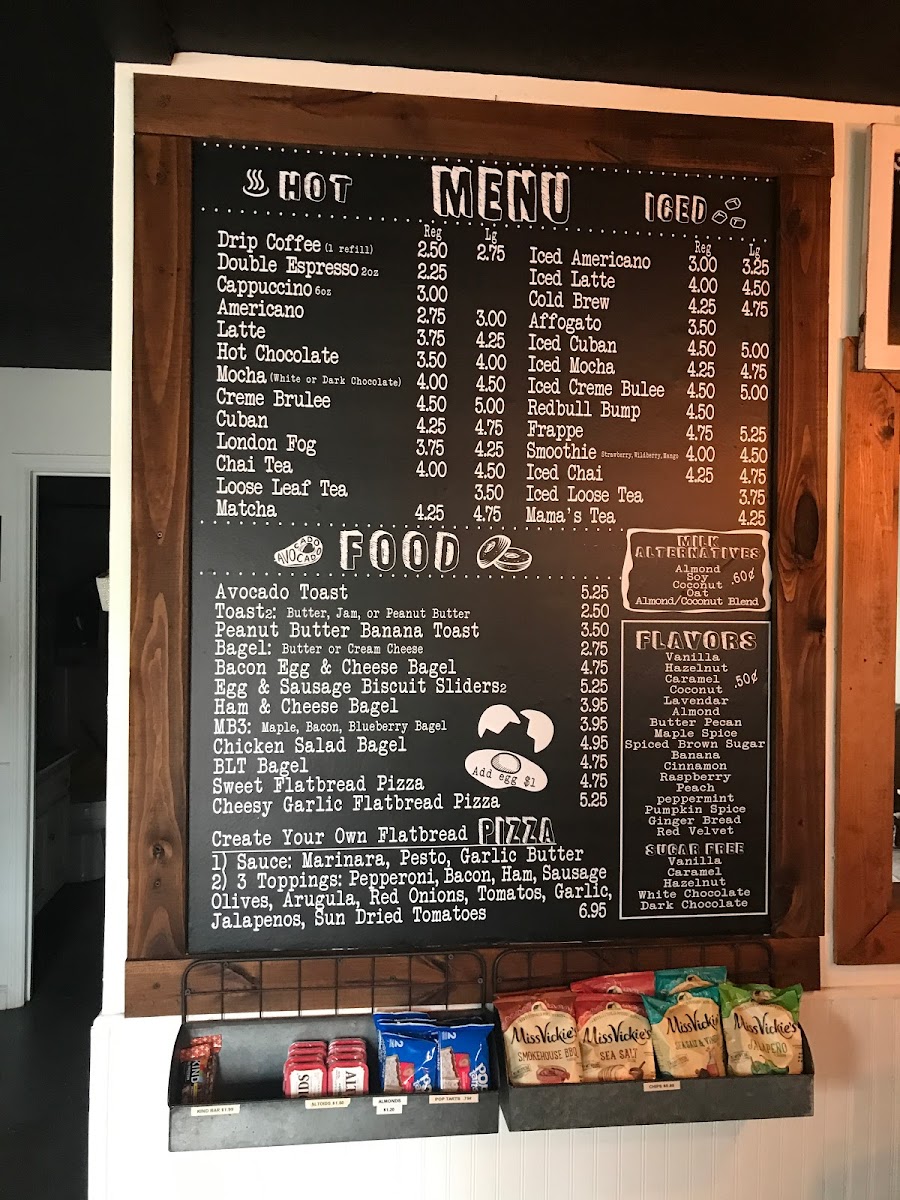 HOT
MENU
ICED
Reg Lg
Drip Coffee (1 refill) 2.50 2.75
Double Espresso 2oz 2.25
Cappuccino 6oz 3.00
Americano 2.75 3.00
Latte 3.75 4.25
Hot Chocolate 3.50 4.00
Mocha (White or Dark Chocolate) 4.00 4.50
Creme Brulee 4.50 5.00
Cuban 4.25 4.75
London Fog 3.75 4.25
Chai Tea 4.00 4.50
Loose Leaf Tea 3.50
Matcha 4.25 4.75
Reg Lg
Iced Americano 3.00 3.25
Iced Latte 4.00 4.50
Cold Brew 4.25 4.75
Affogato 3.50
Iced Cuban 4.50 5.00
Iced Mocha 4.25 4.75
Iced Creme Bulee 4.50 5.00
Redbull Bump 4.50
Frappe 4.75 5.25
Smoothie Strawberry, Wildberry, Mango 4.00 4.50
Iced Chai 4.25 4.75
Iced Loose Tea 3.75
Mama's Tea 4.25
AVOCADO
CADO
FOOD
Avocado Toast 5.25
Toast2: Butter, Jam, or Peanut Butter 2.50
Peanut Butter Banana Toast 3.50
Bagel: Butter or Cream Cheese 2.75
Bacon Egg & Cheese Bagel 4.75
Egg & Sausage Biscuit Sliders2 5.25
Ham & Cheese Bagel 3.95
MB3: Maple, Bacon, Blueberry Bagel 3.95
Chicken Salad Bagel 4.95
BLT Bagel 4.75
Sweet Flatbread Pizza 4.75
Cheesy Garlic Flatbread Pizza 5.25
Add egg $1
Create Your Own Flatbread PIZZA
1) Sauce: Marinara, Pesto, Garlic Butter
2) 3 Toppings: Pepperoni, Bacon, Ham, Sausage
Olives, Arugula, Red Onions, Tomatos, Garlic,
Jalapenos, Sun Dried Tomatoes 6.95
MILK
ALTERNATIVES
Almond
Soy
Coconut .60¢
Oat
Almond/Coconut Blend
FLAVORS
Vanilla
Hazelnut
Caramel
Coconut .50¢
Lavendar
Almond
Butter Pecan
Maple Spice
Spiced Brown Sugar
Banana
Cinnamon
Raspberry
Peach
peppermint
Pumpkin Spice
Ginger Bread
Red Velvet
SUGAR FREE
Vanilla
Caramel
Hazelnut
White Chocolate
Dark Chocolate
KIND
Miss Vickie's
SMOKEHOUSE BBQ
Miss Vickie's
SEA SALT
Miss Vickie's
Miss Vickie's
JALAPEÑO
KIND BAR $1.99
ALMONDS
$1.20